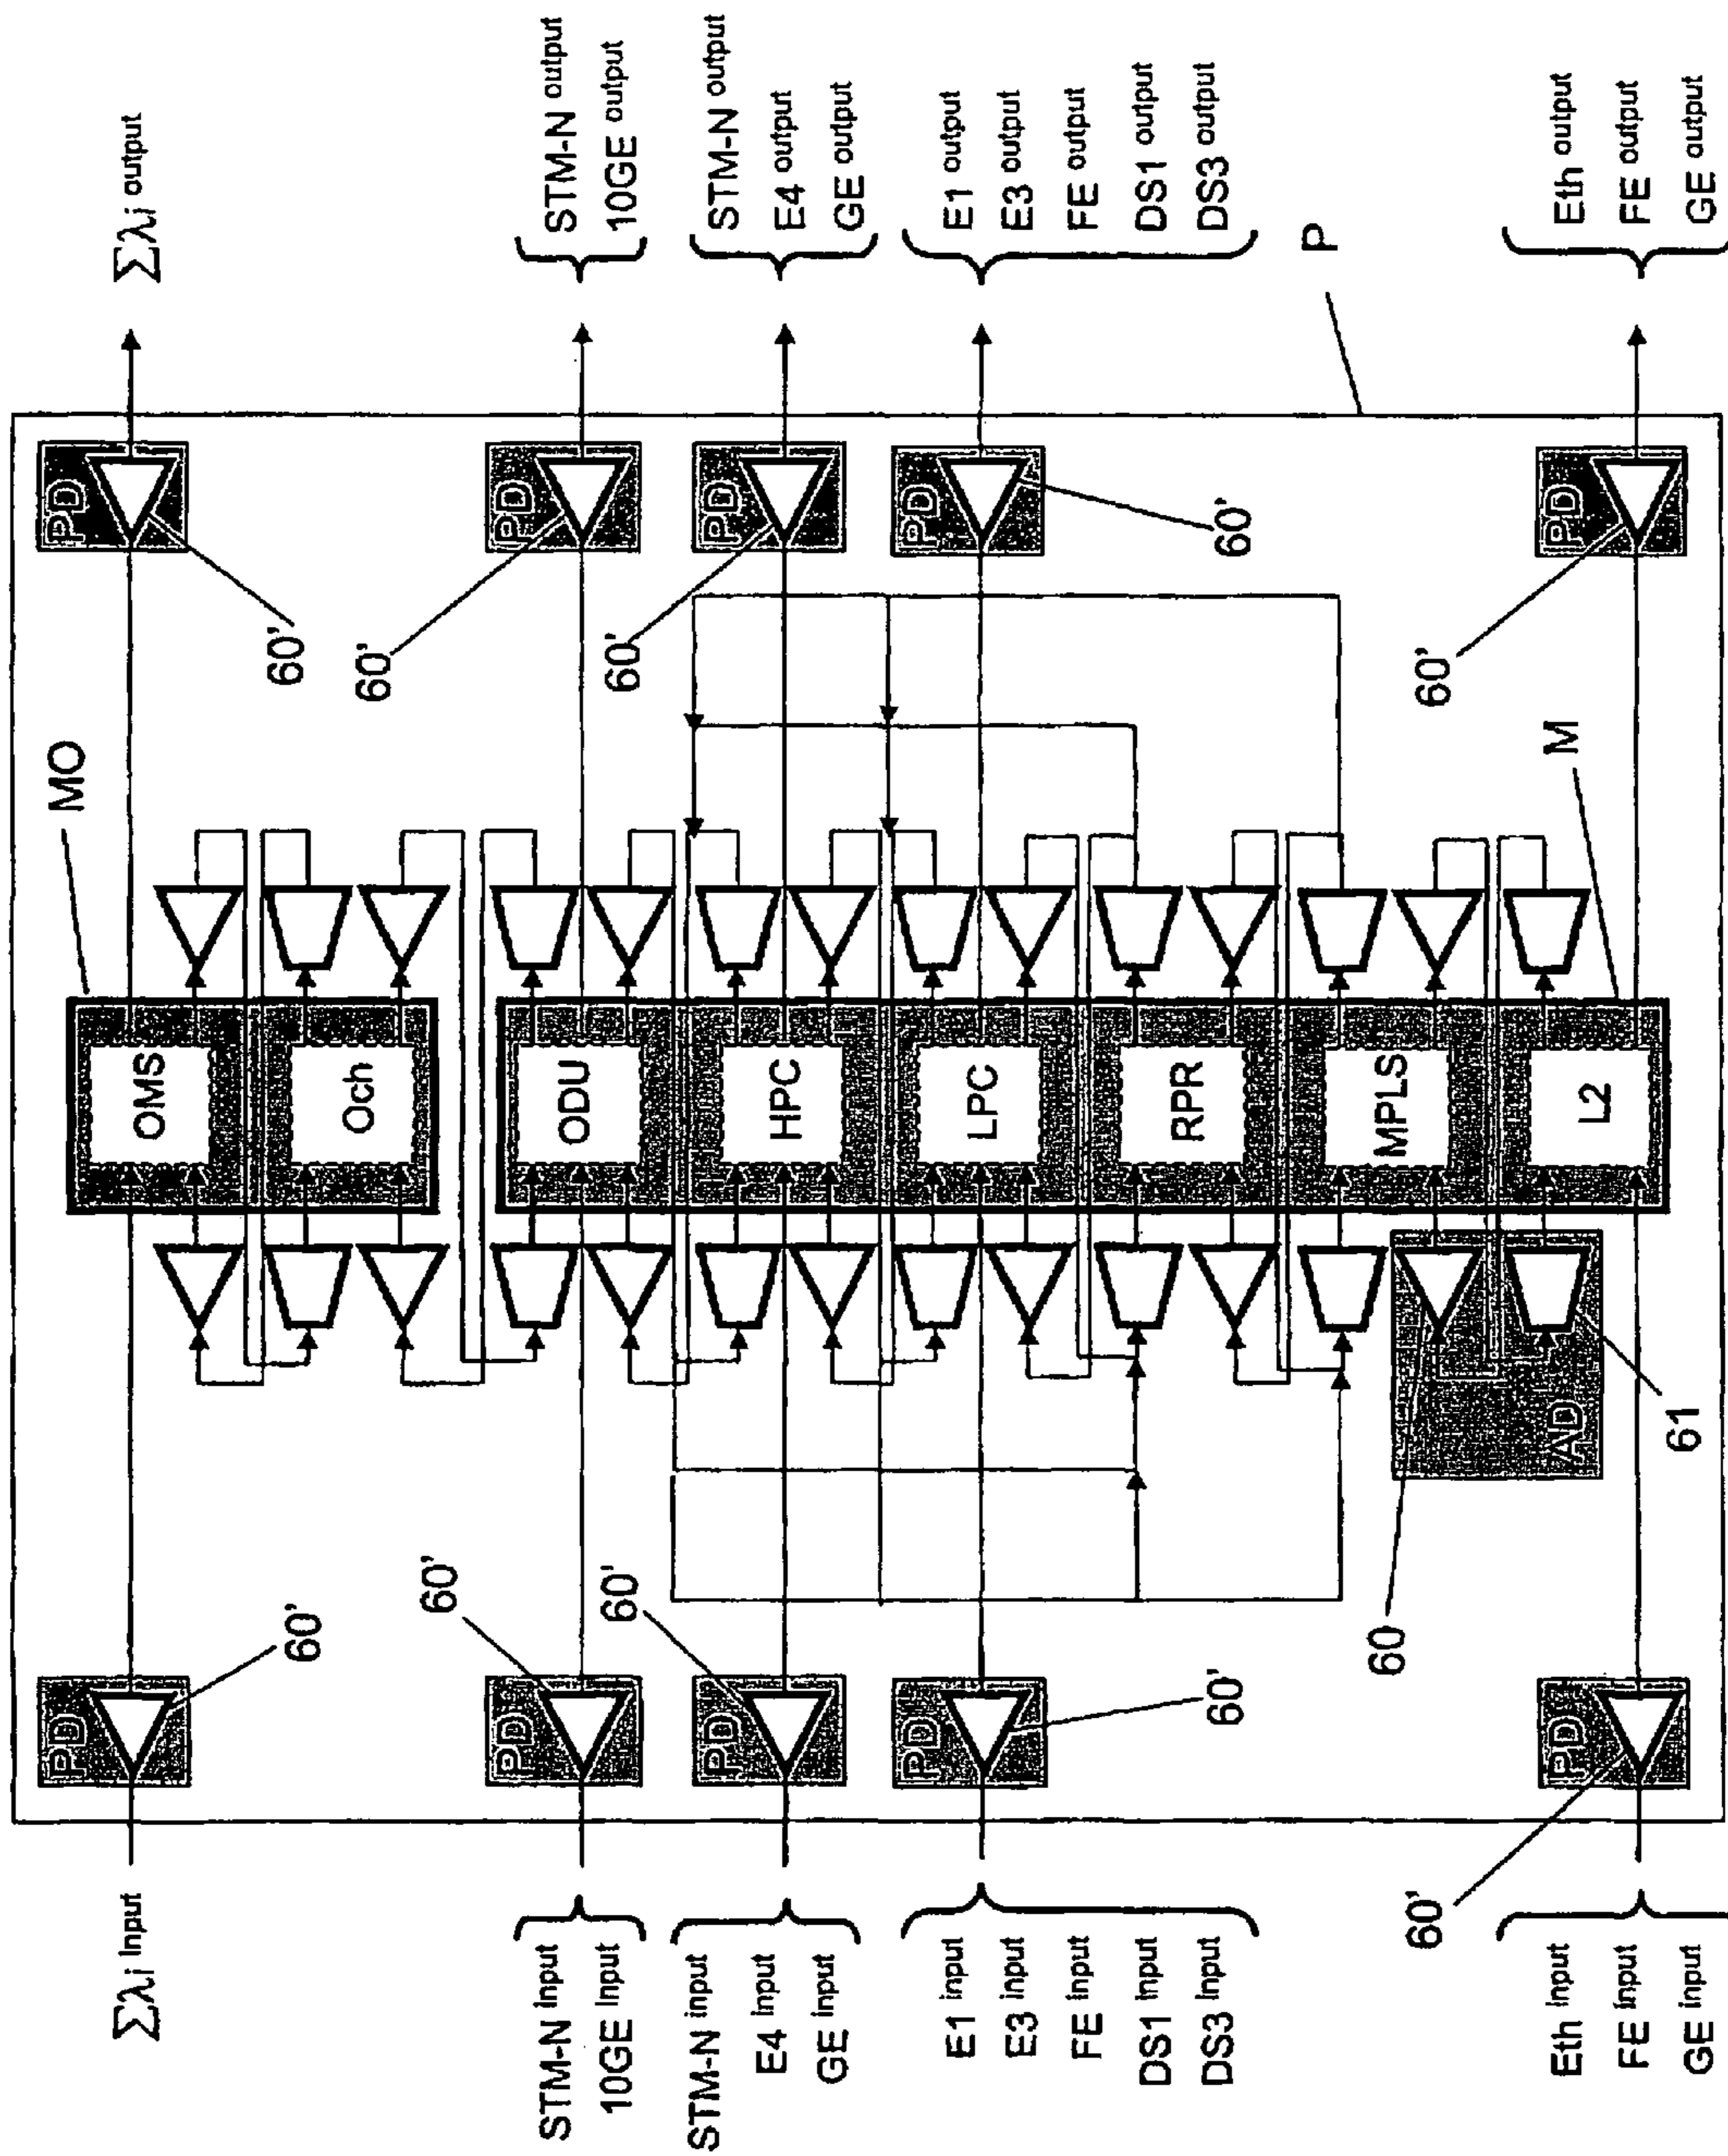 Σλi output
STM-N output
10GE output
STM-N output
E4 output
GE output
E1 output
E3 output
FE output
DS1 output
DS3 output
P
Eth output
FE output
GE output
PD
PD
PD
PD
PD
60'
60'
60'
60'
60'
MO
M
OMS
Och
ODU
HPC
LPC
RPR
MPLS
L2
60
AD
61
60'
60'
60'
60'
60'
PD
PD
PD
PD
PD
Σλi Input
STM-N Input
10GE Input
STM-N Input
E4 Input
GE Input
E1 Input
E3 Input
FE Input
DS1 Input
DS3 Input
Eth Input
FE Input
GE Input